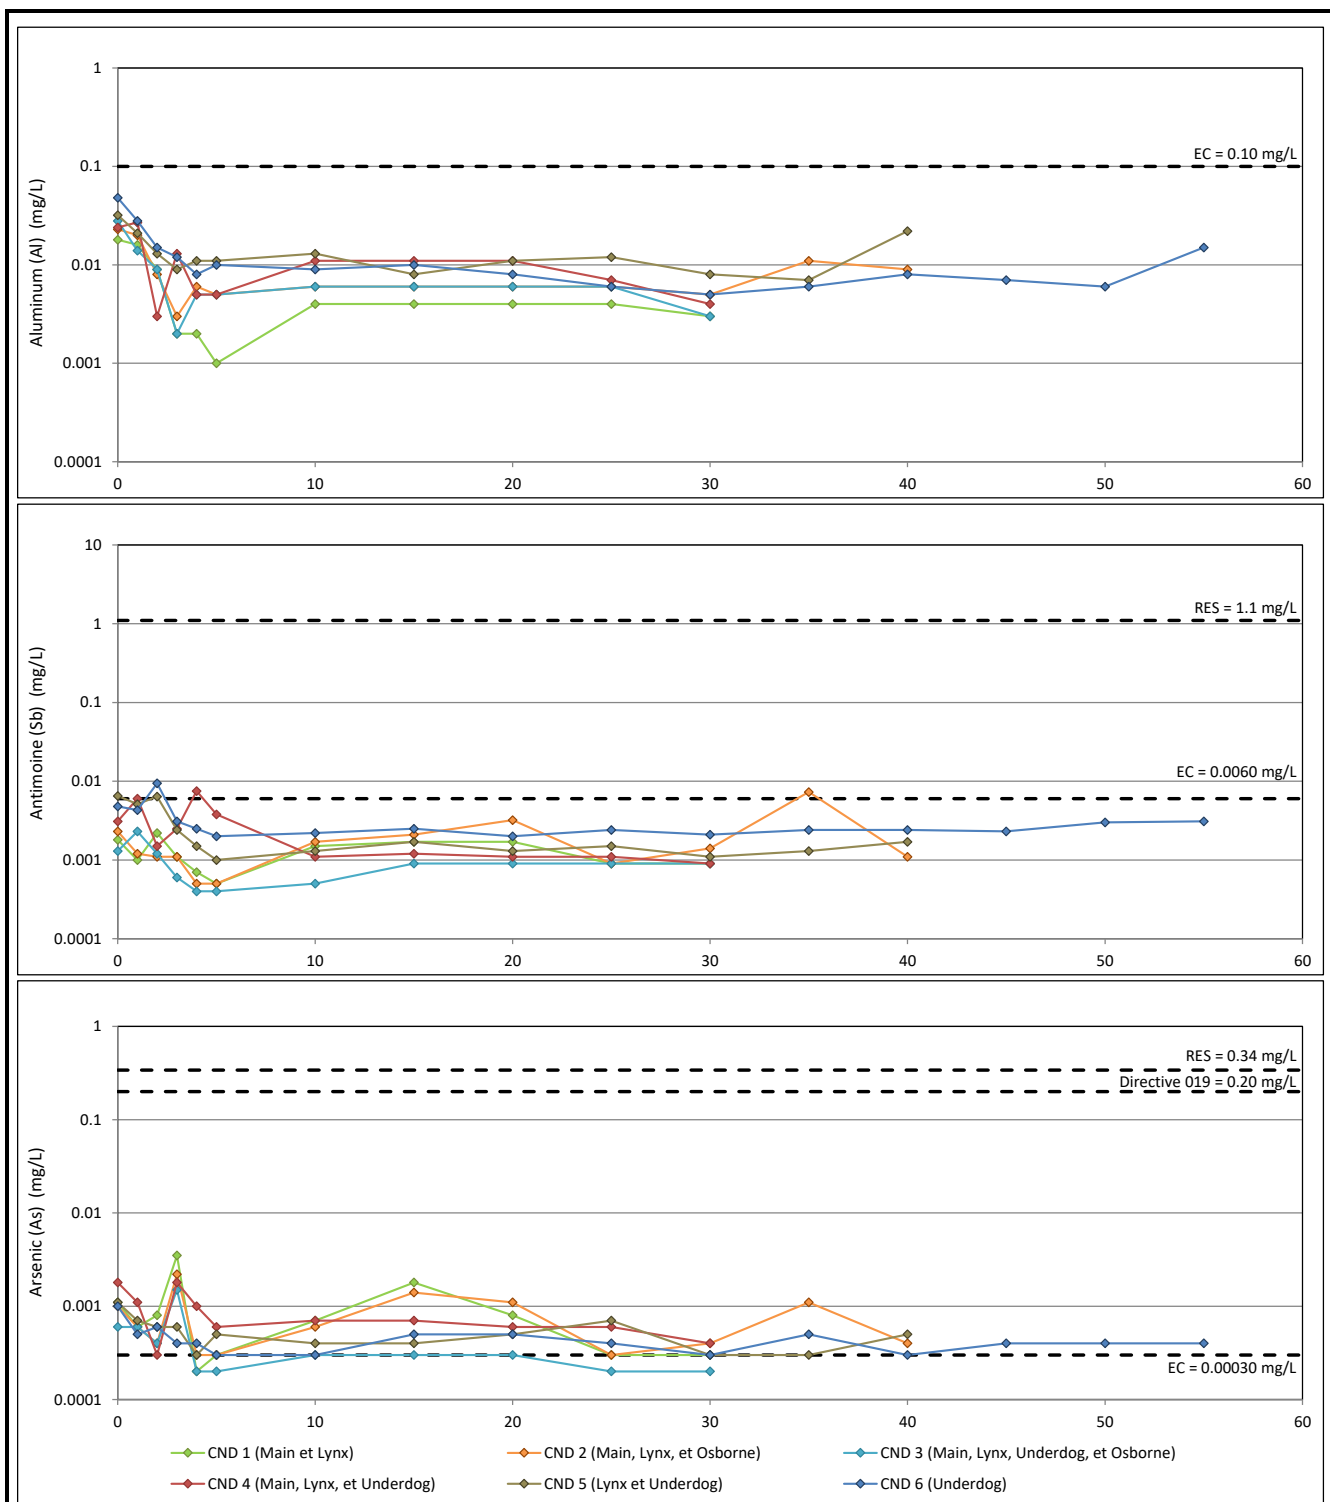 1
EC = 0.10 mg/L
0.1
0.01
0.001
0.0001
Aluminum (Al) (mg/L)
0 10 20 30 40 50 60
10
RES = 1.1 mg/L
1
0.1
EC = 0.0060 mg/L
0.01
0.001
0.0001
Antimoine (Sb) (mg/L)
0 10 20 30 40 50 60
1
RES = 0.34 mg/L
Directive 019 = 0.20 mg/L
0.1
0.01
0.001
EC = 0.00030 mg/L
0.0001
Arsenic (As) (mg/L)
0 10 20 30 40 50 60
CND 1 (Main et Lynx) CND 2 (Main, Lynx, et Osborne) CND 3 (Main, Lynx, Underdog, et Osborne)
CND 4 (Main, Lynx, et Underdog) CND 5 (Lynx et Underdog) CND 6 (Underdog)